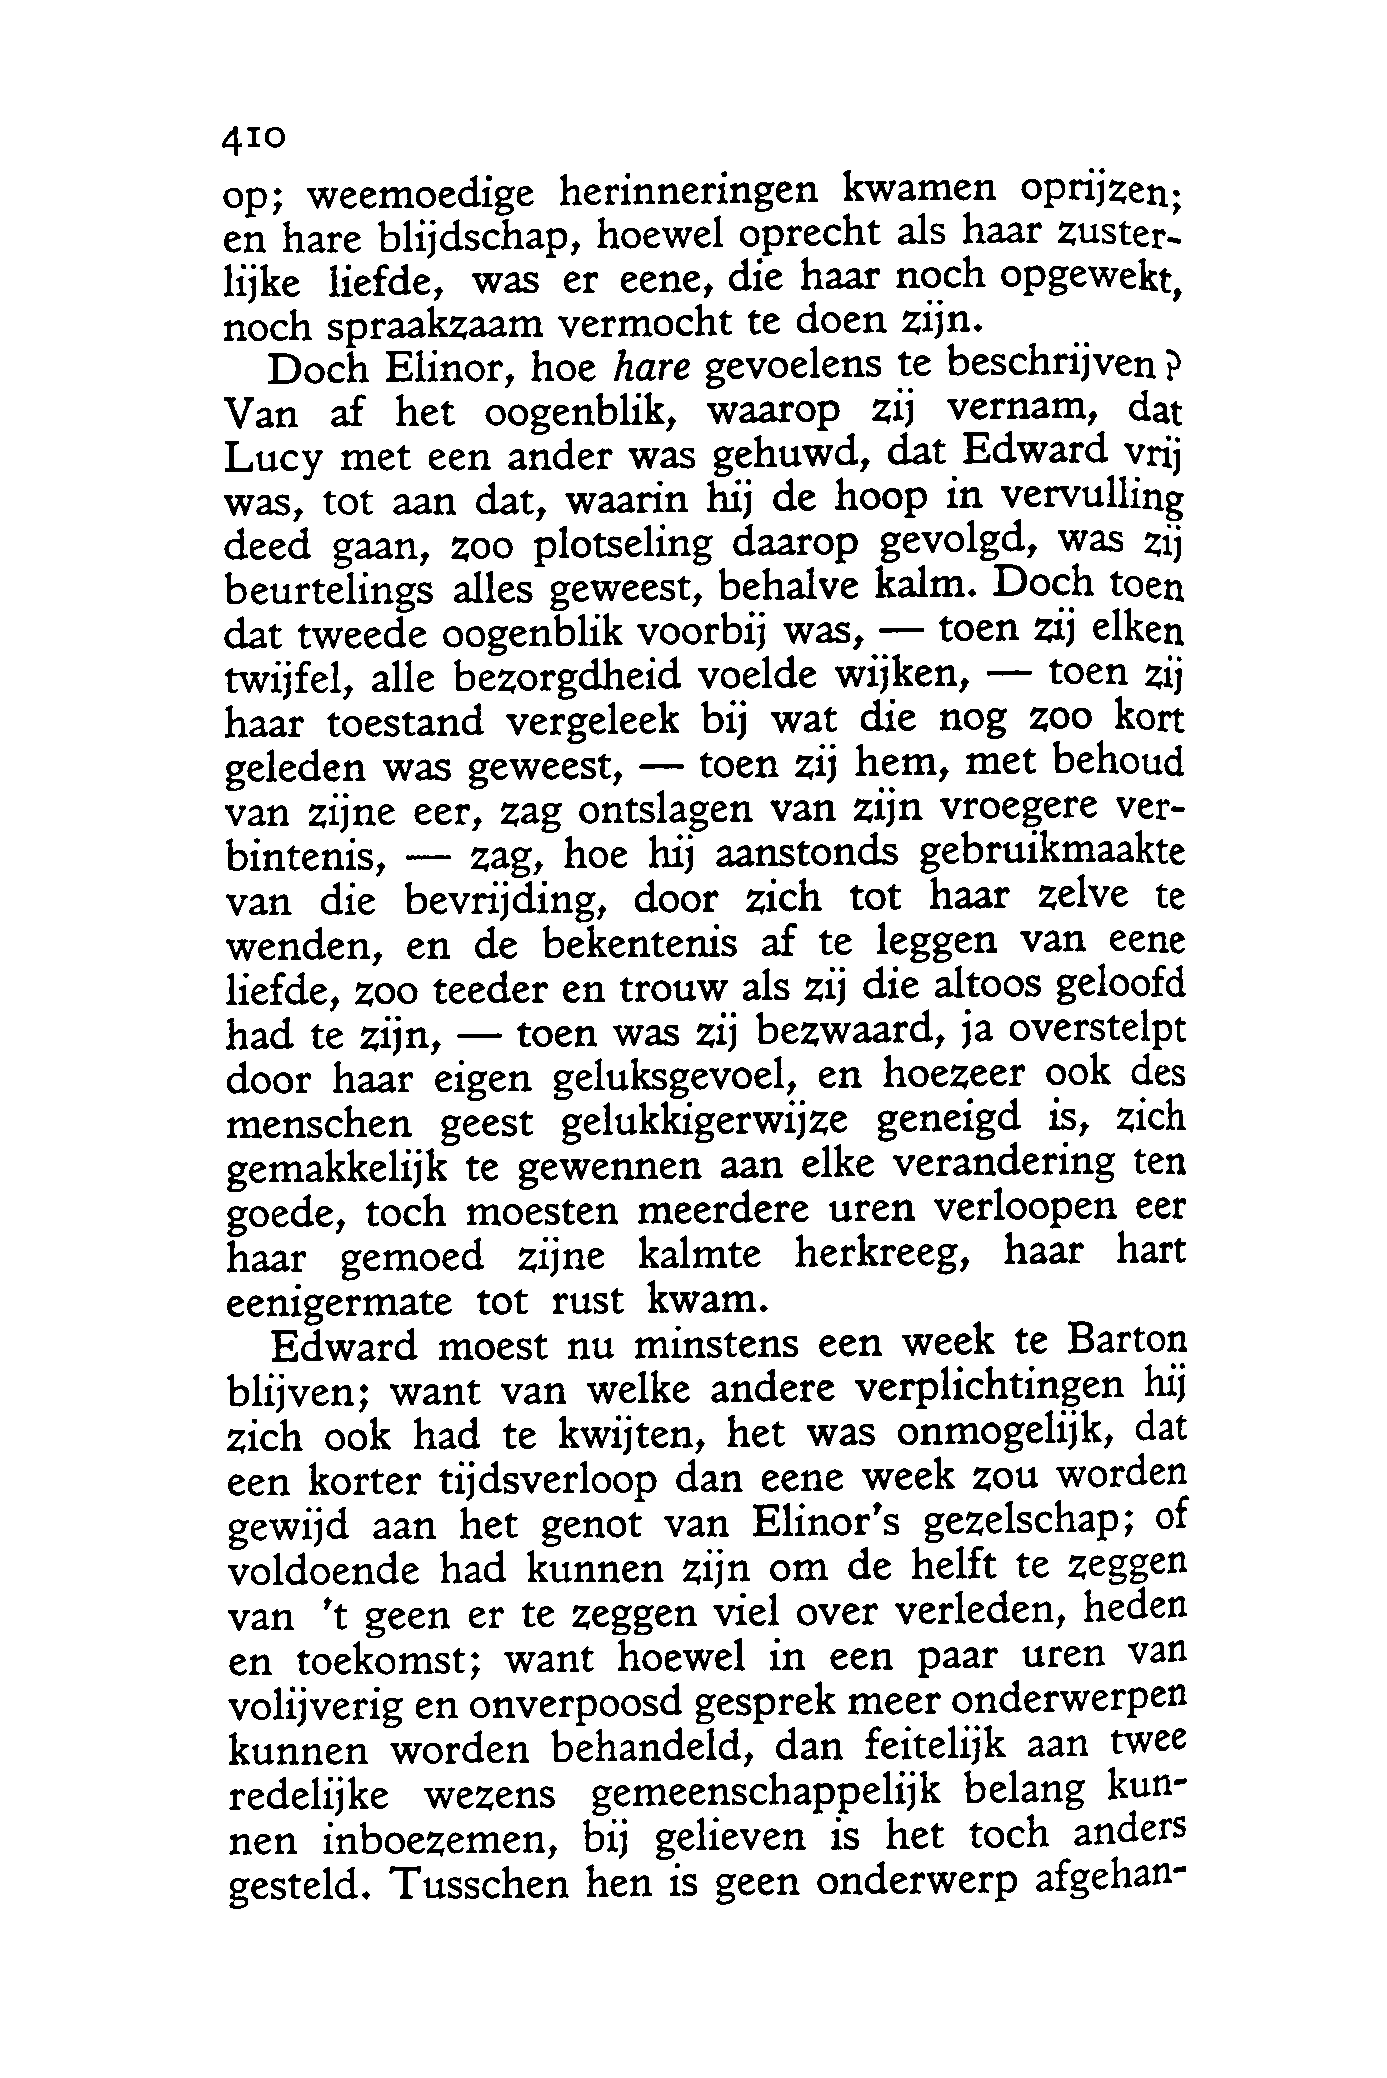 410
op; weemoedige herinneringen kwamen oprijzen;
en hare blijdschap, hoewel oprecht als haar zuster-
lijke liefde, was er eene, die haar noch opgewekt,
noch spraakzaam vermocht te doen zijn.
Doch Elinor, hoe hare gevoelens te beschrijven?
Van af het oogenblik, waarop zij vernam, dat
Lucy met een ander was gehuwd, dat Edward vrij
was, tot aan dat, waarin hij de hoop in vervulling
deed gaan, zoo plotseling daarop gevolgd, was zij
beurtelings alles geweest, behalve kalm. Doch toen
dat tweede oogenblik voorbij was, — toen zij elken
twijfel, alle bezorgdheid voelde wijken, — toen zij
haar toestand vergeleek bij wat die nog zoo kort
geleden was geweest, — toen zij hem, met behoud
van zijne eer, zag ontslagen van zijn vroegere ver-
bintenis, — zag, hoe hij aanstonds gebruikmaakte
van die bevrijding, door zich tot haar zelve te
wenden, en de bekentenis af te leggen van eene
liefde, zoo teeder en trouw als zij die altoos geloofd
had te zijn, — toen was zij bezwaard, ja overstelpt
door haar eigen geluksgevoel, en hoezeer ook des
menschen geest gelukkigerwijze geneigd is, zich
gemakkelijk te gewennen aan elke verandering ten
goede, toch moesten meerdere uren verloopen eer
haar gemoed zijne kalmte herkreeg, haar hart
eenigermate tot rust kwam.
Edward moest nu minstens een week te Barton
blijven; want van welke andere verplichtingen hij
zich ook had te kwijten, het was onmogelijk, dat
een korter tijdsverloop dan eene week zou worden
gewijd aan het genot van Elinor's gezelschap; of
voldoende had kunnen zijn om de helft te zeggen
van 't geen er te zeggen viel over verleden, heden
en toekomst; want hoewel in een paar uren van
volijverig en onverpoosd gesprek meer onderwerpen
kunnen worden behandeld, dan feitelijk aan twee
redelijke wezens gemeenschappelijk belang kun-
nen inboezemen, bij gelieven is het toch anders
gesteld. Tusschen hen is geen onderwerp afgehan-